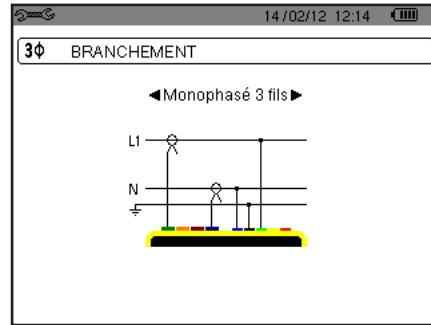 14/02/12 12:14
3Φ BRANCHEMENT
◄Monophasé 3 fils►
L1
N